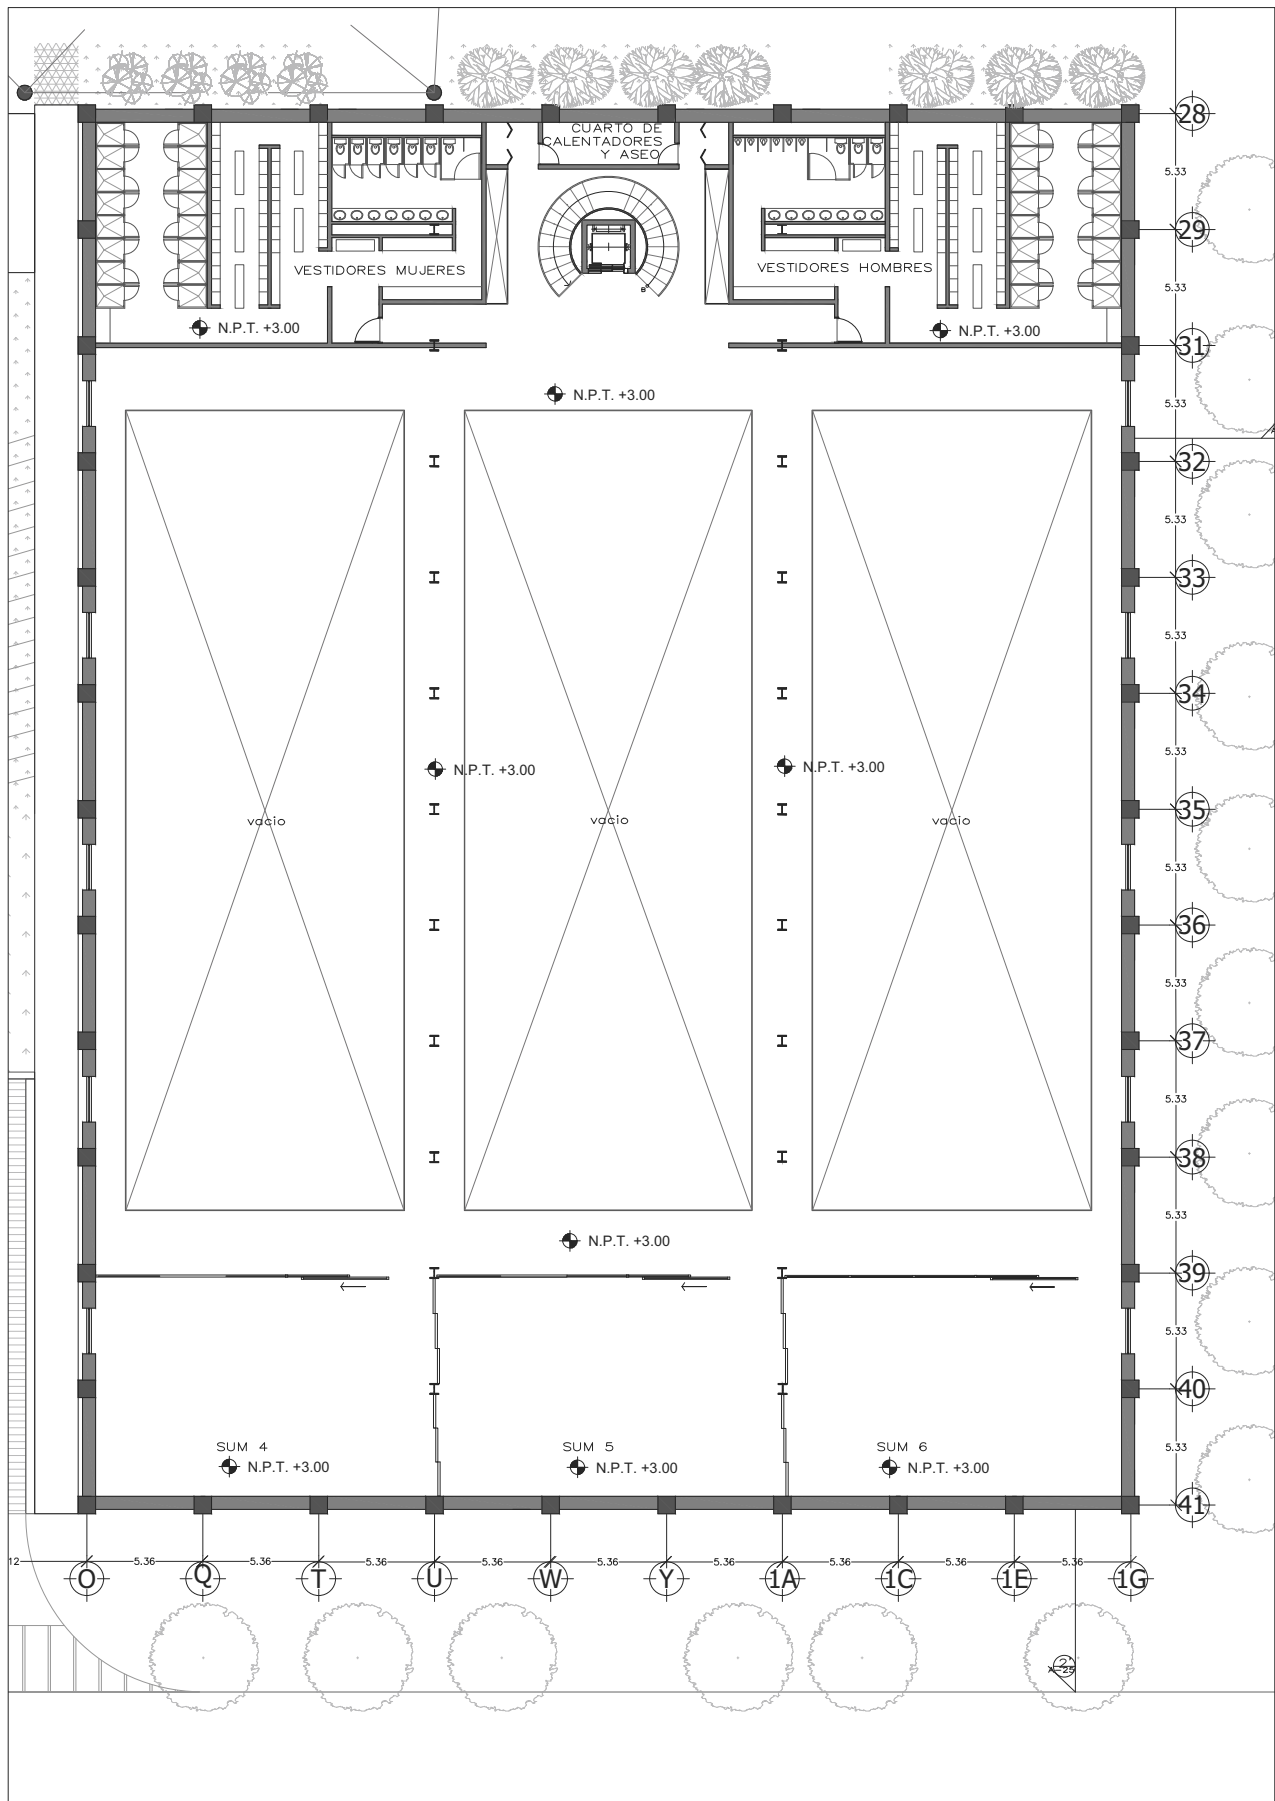 CUARTO DE
CALENTADORES
Y ASEO
28
5.33
29
VESTIDORES MUJERES
VESTIDORES HOMBRES
5.33
N.P.T. +3.00
N.P.T. +3.00
31
N.P.T. +3.00
5.33
32
5.33
33
5.33
34
5.33
N.P.T. +3.00
N.P.T. +3.00
35
vacio
vacio
vacio
5.33
36
5.33
37
5.33
38
5.33
N.P.T. +3.00
39
5.33
40
SUM 4
SUM 5
SUM 6
5.33
N.P.T. +3.00
N.P.T. +3.00
N.P.T. +3.00
41
12
5.36
5.36
5.36
5.36
5.36
5.36
5.36
5.36
5.36
O
Q
T
U
W
Y
1A
1C
1E
1G
2'
A-25